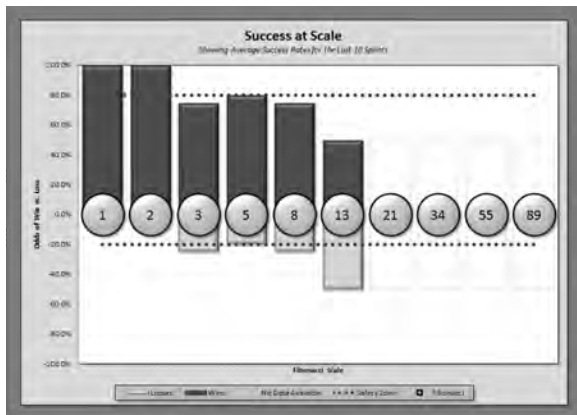 Success at Scale
Showing Average Success Rates for The Last 10 Sprints
100.0%
80.0%
60.0%
40.0%
20.0%
0.0%
-20.0%
-40.0%
-60.0%
-80.0%
-100.0%
Odds of Win vs. Loss
1 2 3 5 8 13 21 34 55 89
Fibonacci Scale
Losses Wins No Data Available Safety Zone Fibonacci